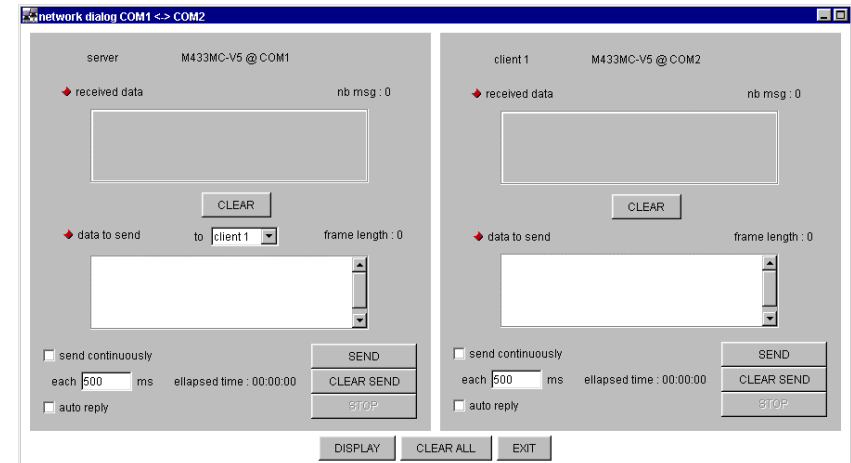 network dialog COM1 <-> COM2
server M433MC-V5 @ COM1
received data nb msg : 0
CLEAR
data to send to client 1 frame length : 0
send continuously SEND
each 500 ms ellapsed time : 00:00:00 CLEAR SEND
auto reply STOP
client 1 M433MC-V5 @ COM2
received data nb msg : 0
CLEAR
data to send frame length : 0
send continuously SEND
each 500 ms ellapsed time : 00:00:00 CLEAR SEND
auto reply STOP
DISPLAY CLEAR ALL EXIT